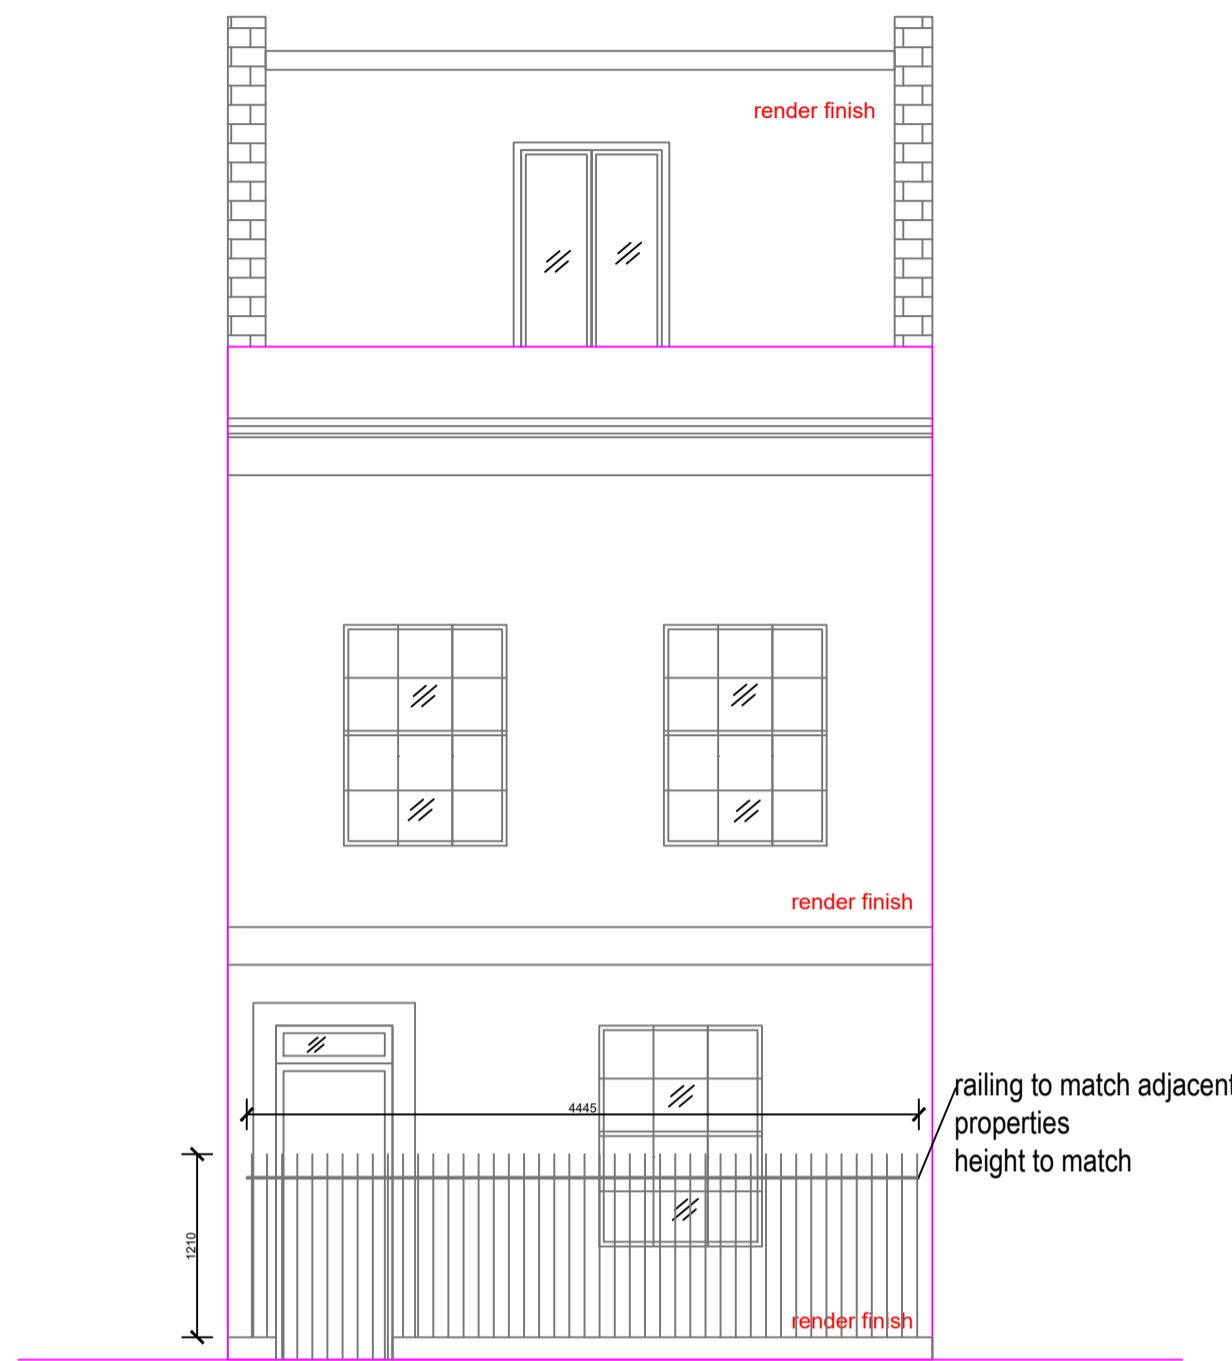 render finish
render finish
railing to match adjacent
properties
height to match
4445
1210
render finish